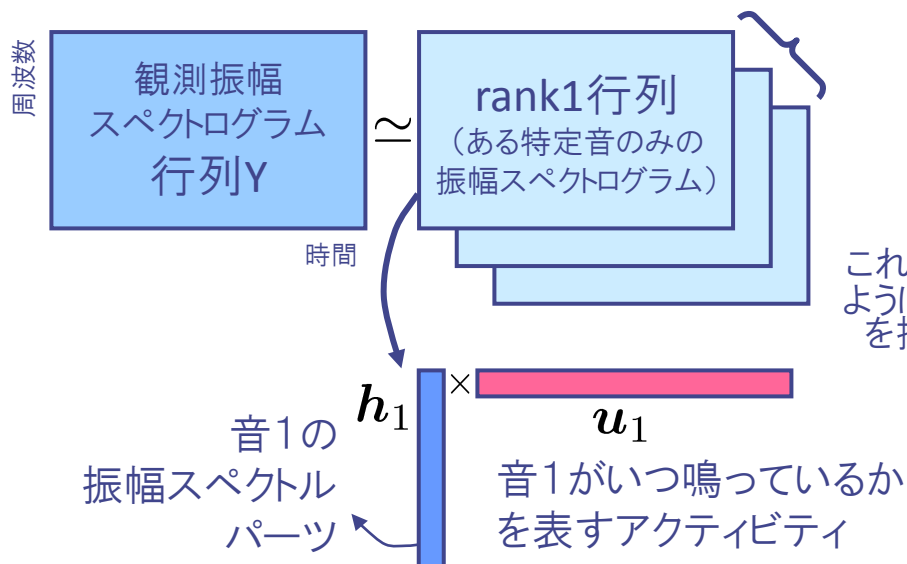 周波数
観測振幅
スペクトログラム
行列Y
時間
≃
rank1行列
(ある特定音のみの
振幅スペクトログラム)
これ
よう
を
h1
×
u1
音1の
振幅スペクトル
パーツ
音1がいつ鳴っているか
を表すアクティビティ